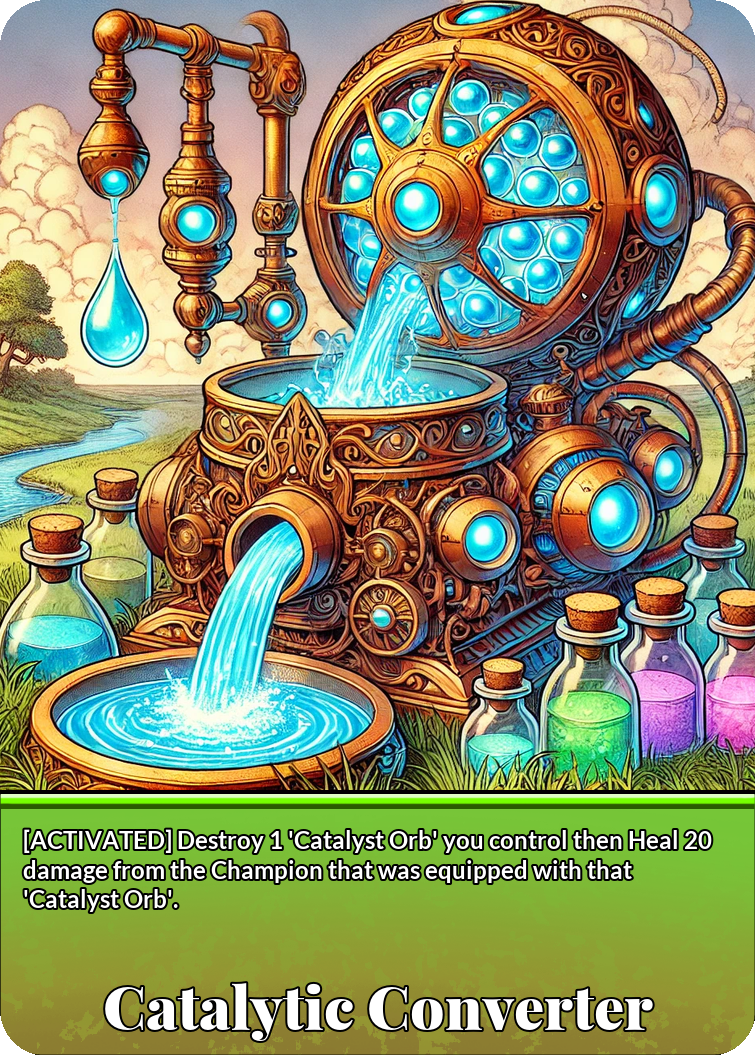 [ACTIVATED] Destroy 1 'Catalyst Orb' you control then Heal 20
damage from the Champion that was equipped with that
'Catalyst Orb'.
Catalytic Converter